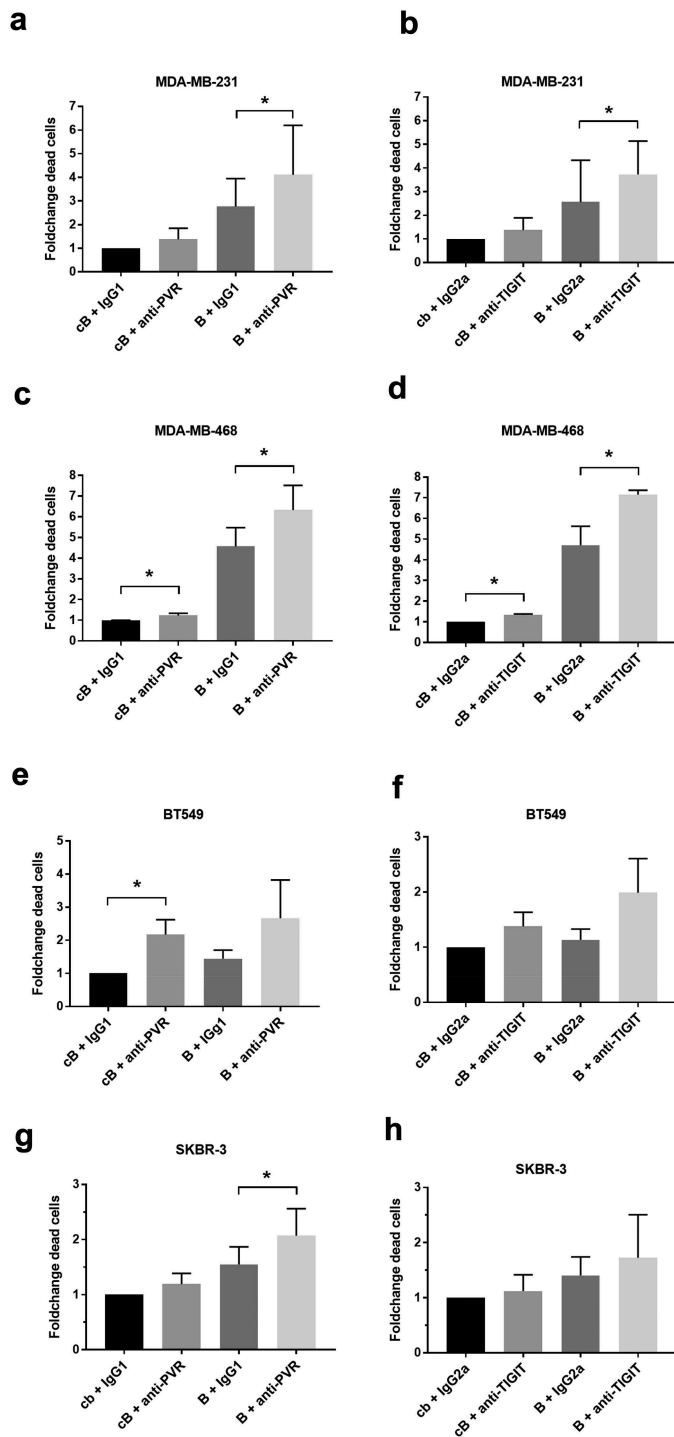 a
MDA-MB-231
Foldchange dead cells
7
6
5
4
3
2
1
0
*
cB + IgG1
cB + anti-PVR
B + IgG1
B + anti-PVR
b
MDA-MB-231
Foldchange dead cells
7
6
5
4
3
2
1
0
*
cb + IgG2a
cB + anti-TIGIT
B + IgG2a
B + anti-TIGIT
c
MDA-MB-468
Foldchange dead cells
8
7
6
5
4
3
2
1
0
*
*
cB + IgG1
cB + anti-PVR
B + IgG1
B + anti-PVR
d
MDA-MB-468
Foldchange dead cells
8
7
6
5
4
3
2
1
0
*
*
cB + IgG2a
cB + anti-TIGIT
B + IgG2a
B + anti-TIGIT
e
BT549
Foldchange dead cells
5
4
3
2
1
0
*
cB + IgG1
cB + anti-PVR
B + IGg1
B + anti-PVR
f
BT549
Foldchange dead cells
3
2
1
0
cB + IgG2a
cB + anti-TIGIT
B + IgG2a
B + anti-TIGIT
g
SKBR-3
Foldchange dead cells
3
2
1
0
*
cb + IgG1
cB + anti-PVR
B + IgG1
B + anti-PVR
h
SKBR-3
Foldchange dead cells
3
2
1
0
cb + IgG2a
cB + anti-TIGIT
B + IgG2a
B + anti-TIGIT